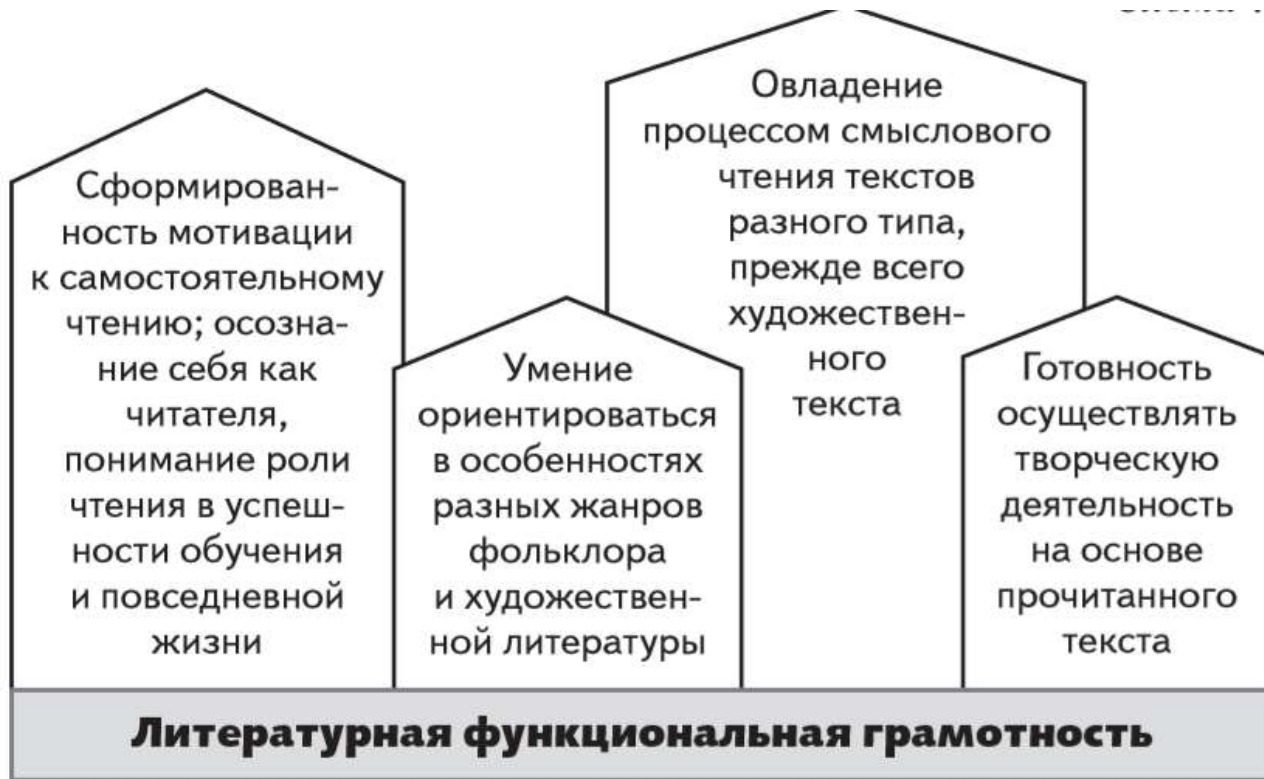 Сформирован-
ность мотивации
к самостоятельному
чтению; осозна-
ние себя как
читателя,
понимание роли
чтения в успеш-
ности обучения
и повседневной
жизни
Умение
ориентироваться
в особенностях
разных жанров
фольклора
и художествен-
ной литературы
Овладение
процессом смыслового
чтения текстов
разного типа,
прежде всего
художествен-
ного
текста
Готовность
осуществлять
творческую
деятельность
на основе
прочитанного
текста
Литературная функциональная грамотность